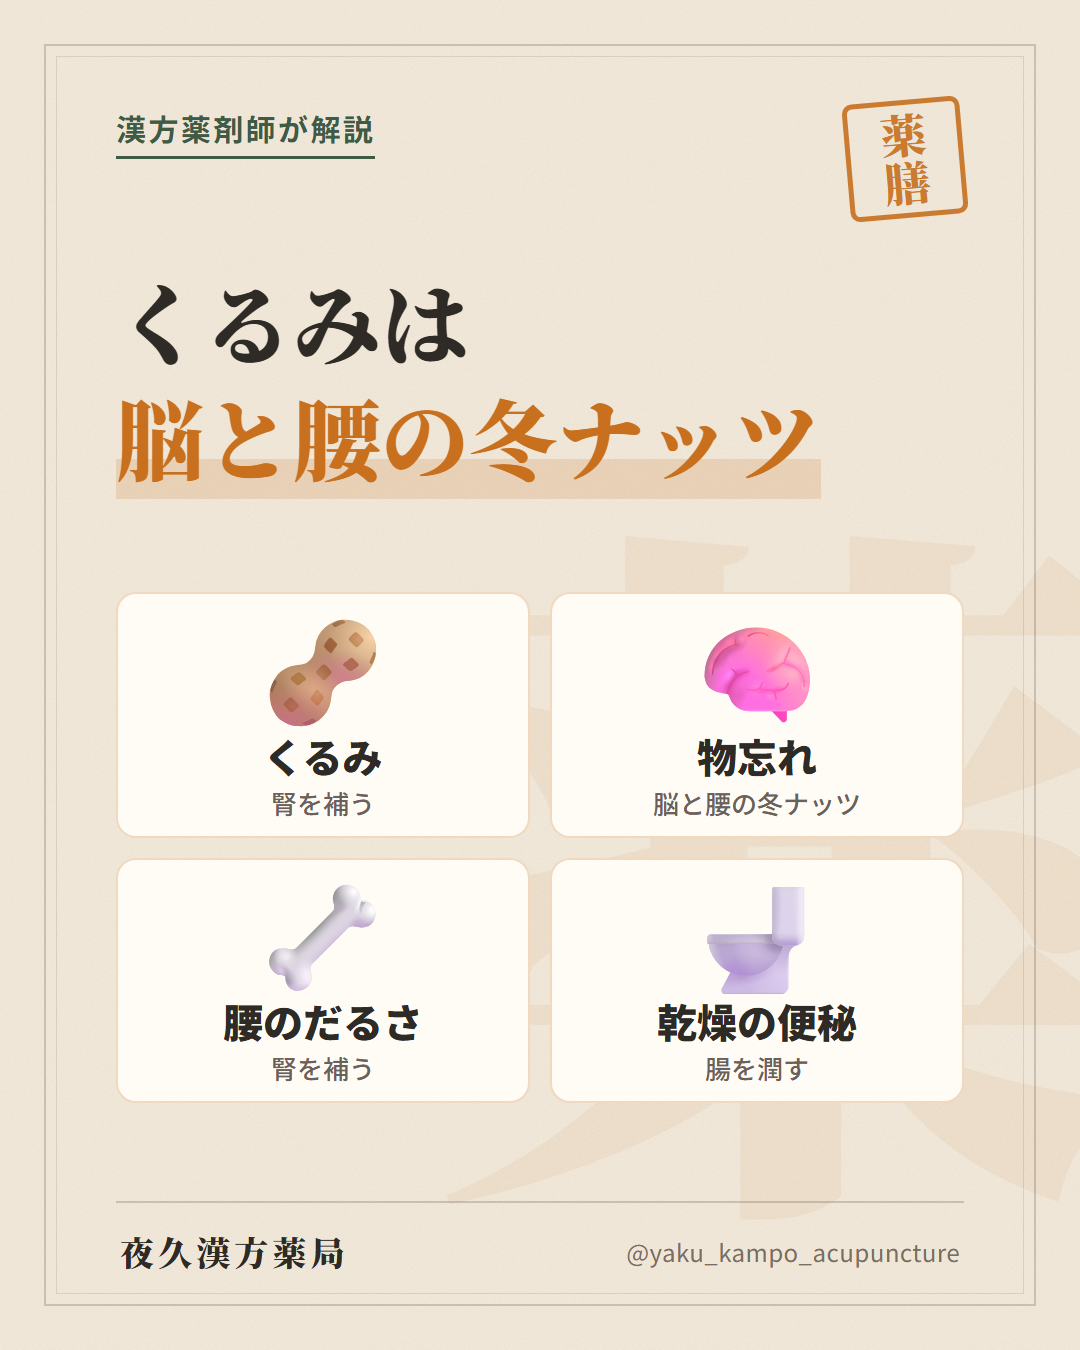 漢方薬剤師が解説
薬
膳
くるみは
脳と腰の冬ナッツ
くるみ
腎を補う
物忘れ
脳と腰の冬ナッツ
腰のだるさ
腎を補う
乾燥の便秘
腸を潤す
夜久漢方薬局
@yaku_kampo_acupuncture
薬